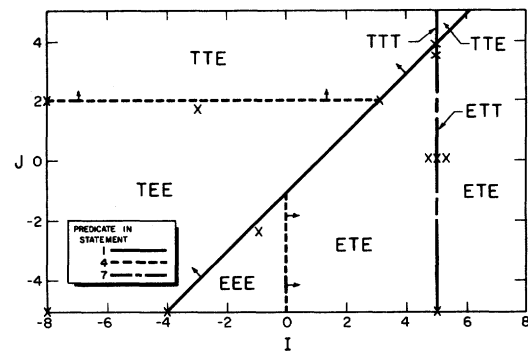 4
TTE
TTT
TTE
2
ETT
J 0
TEE
ETE
-2
PREDICATE IN
STATEMENT
1
4
7
ETE
EEE
-4
-8 -6 -4 -2 0 2 4 6 8
I